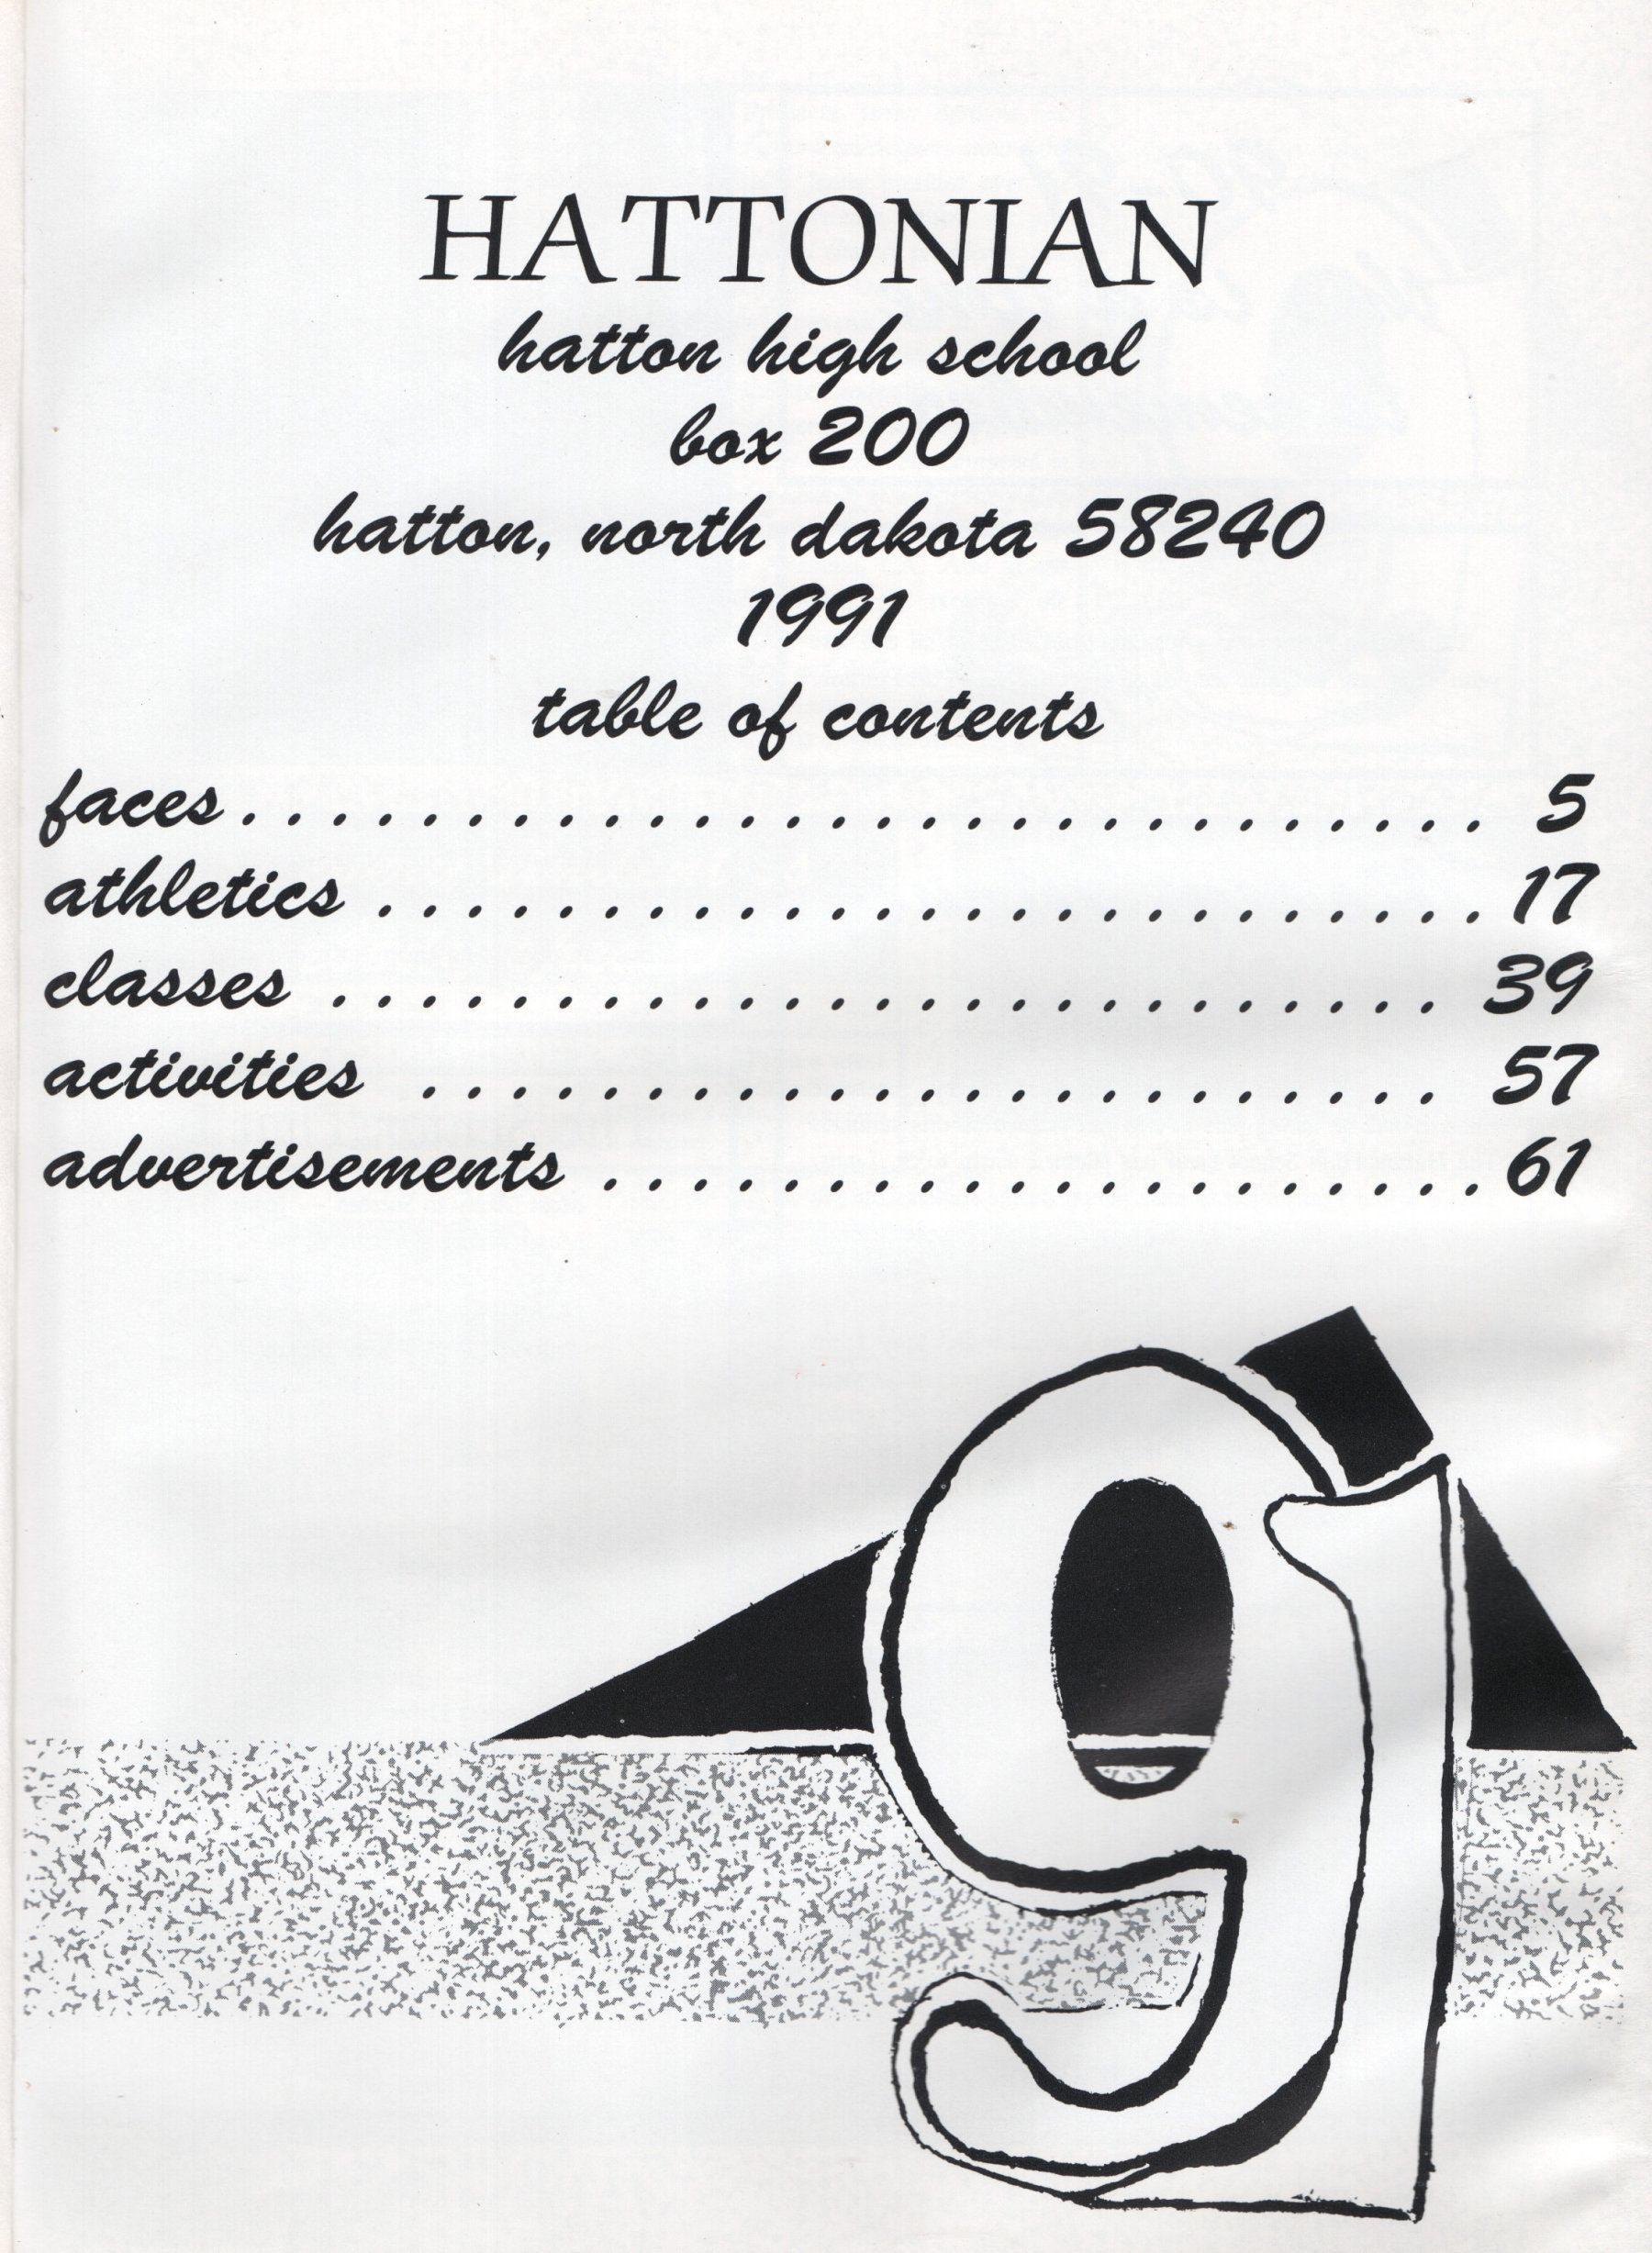 HATTONIAN
hatton high school
box 200
hatton, north dakota 58240
1991
table of contents
faces............................ 5
athletics .........................17
classes ......................... 39
activities ....................... 57
advertisements ....................61
91